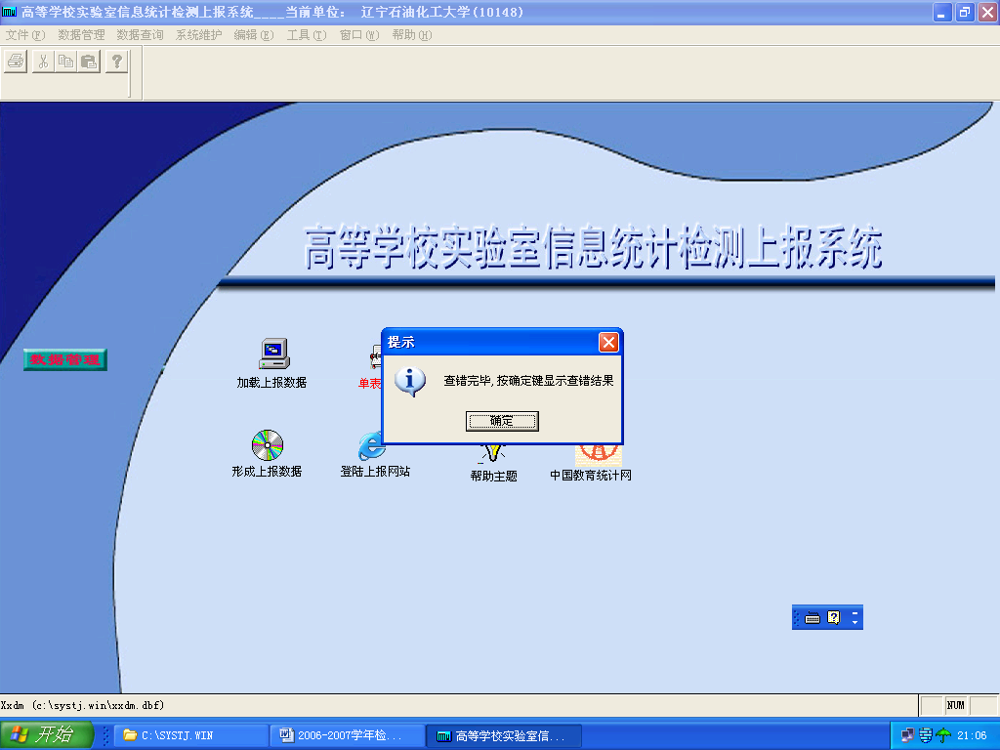 高等学校实验室信息统计检测上报系统____当前单位： 辽宁石油化工大学(10148)
文件(F) 数据管理 数据查询 系统维护 编辑(E) 工具(T) 窗口(W) 帮助(H)
高等学校实验室信息统计检测上报系统
数据管理
提示
查错完毕,按确定键显示查错结果
确定
加载上报数据
单表
形成上报数据
登陆上报网站
帮助主题
中国教育统计网
Xxdm (c:\systj.win\xxdm.dbf)
NUM
开始
C:\SYSTJ.WIN
2006-2007学年检...
高等学校实验室信...
21:06